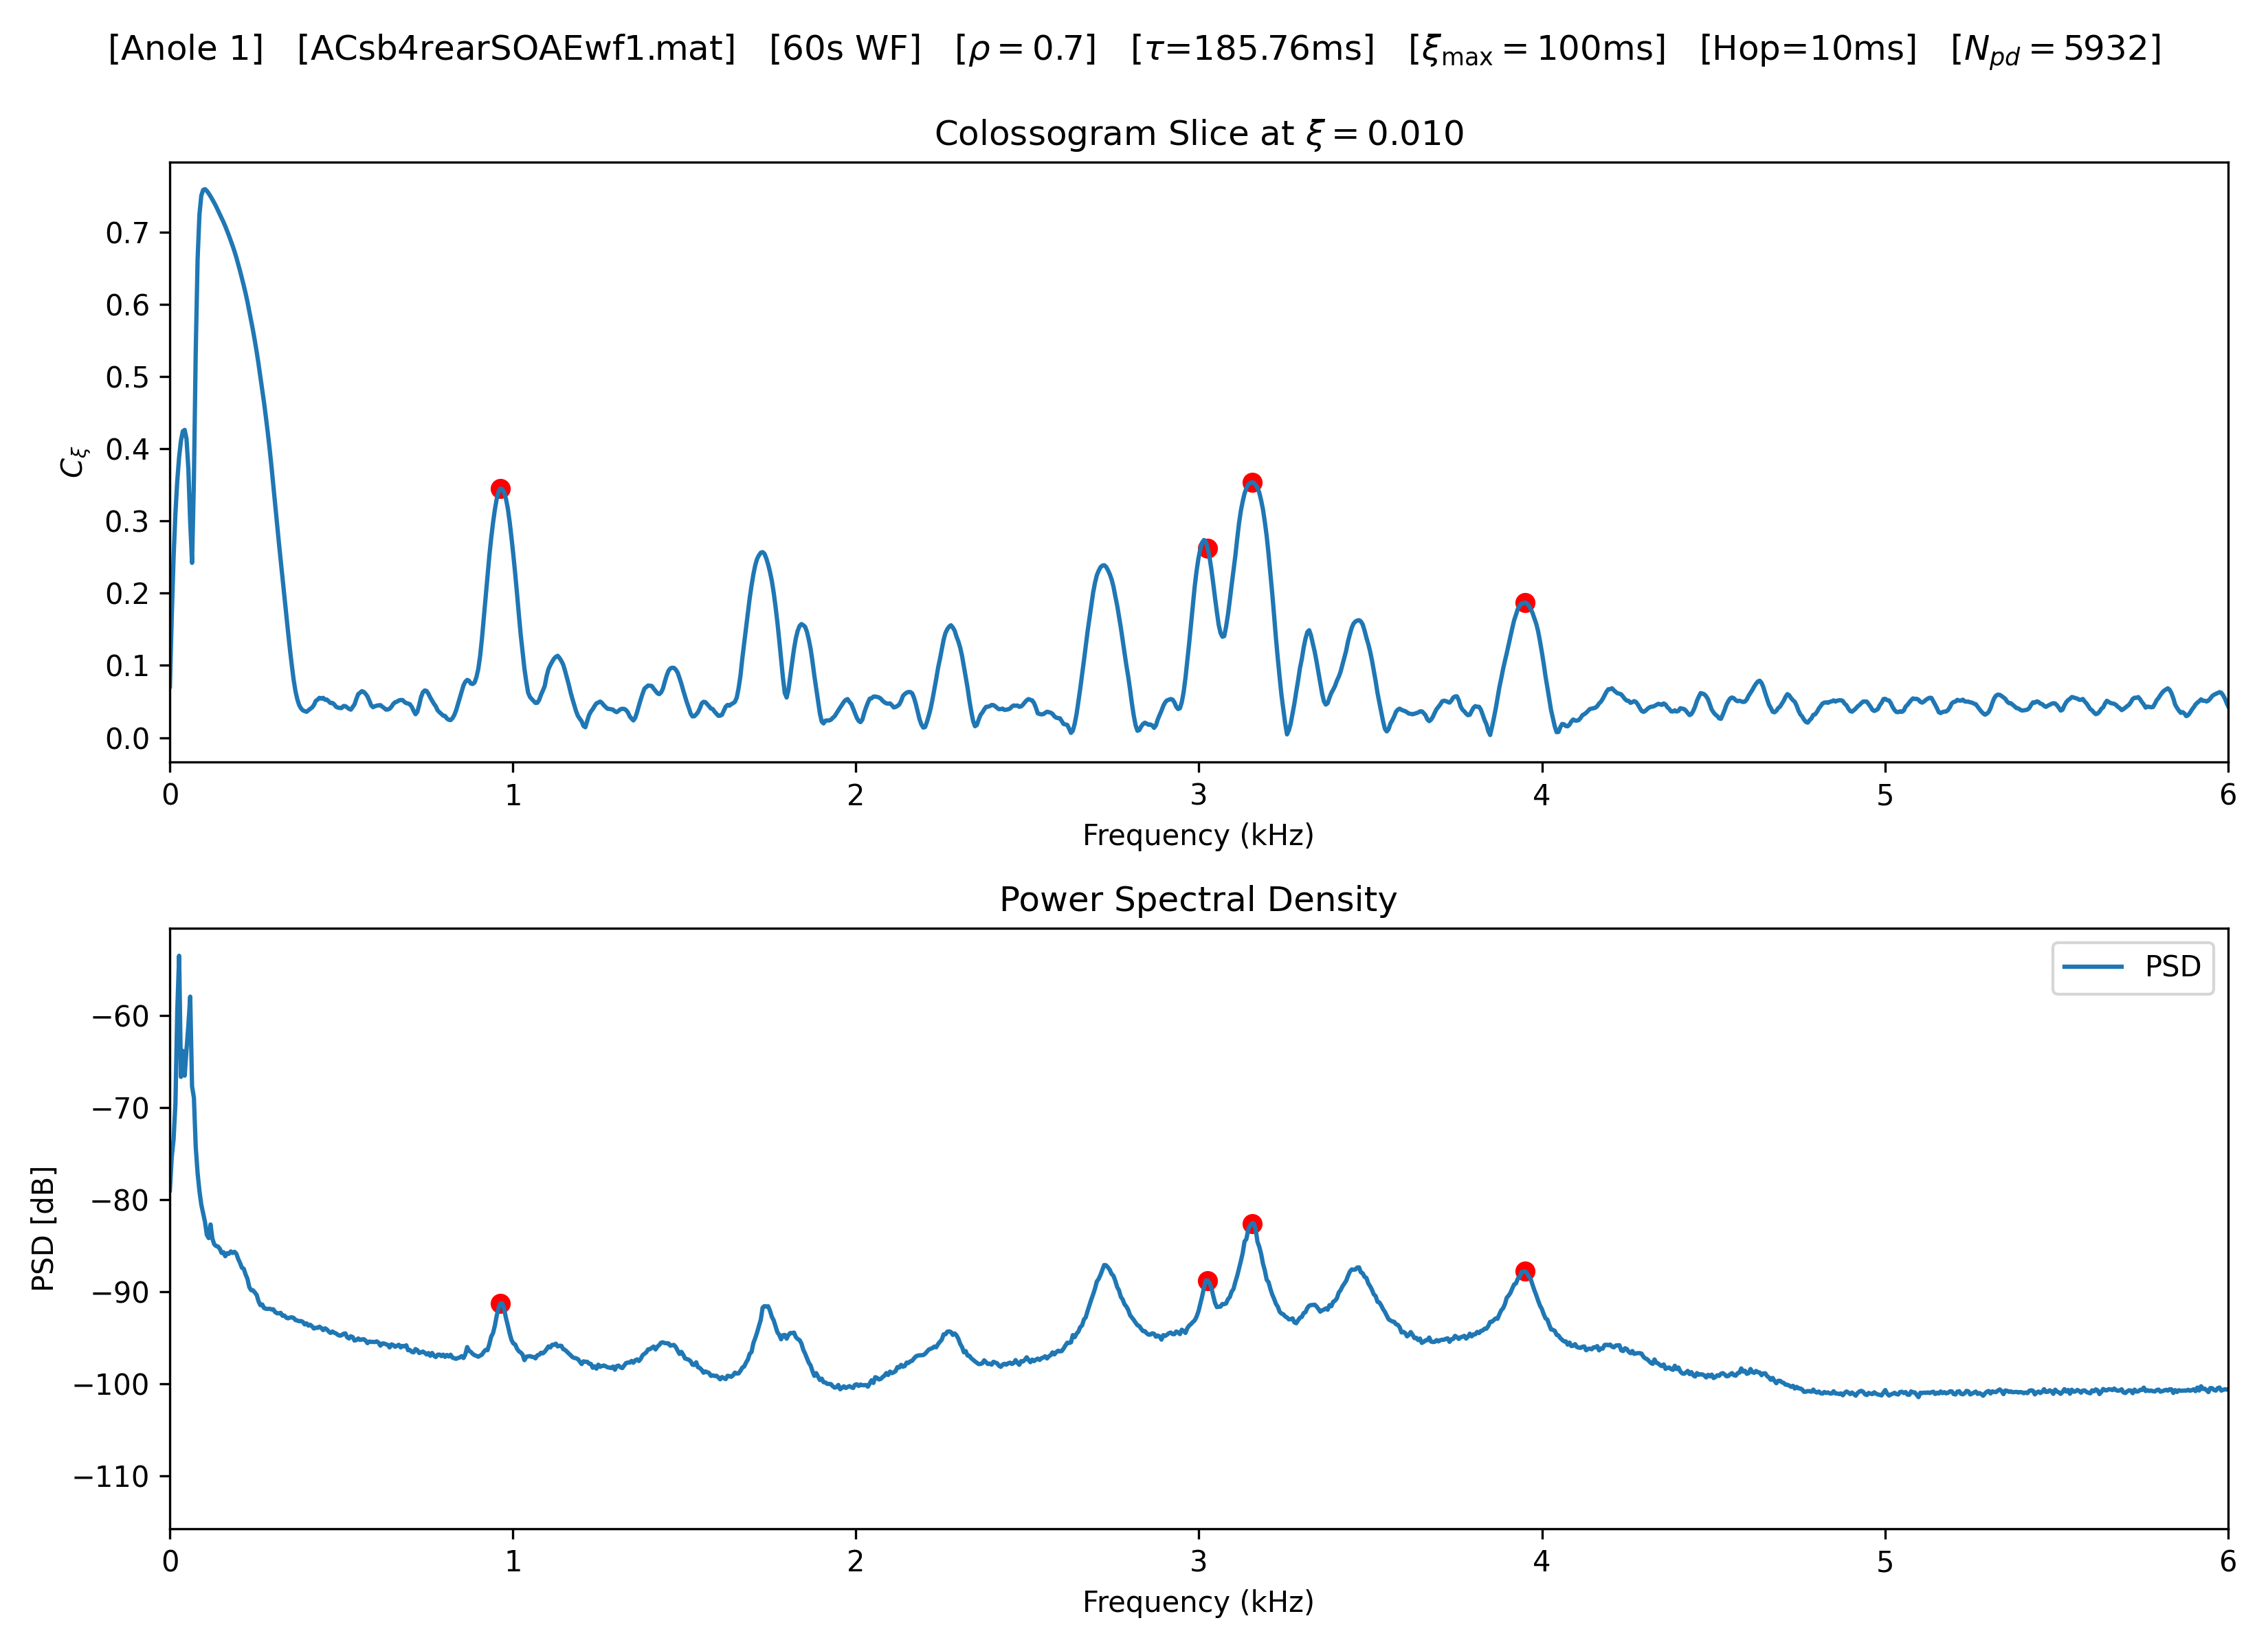 [Anole 1] [ACsb4rearSOAEwf1.mat] [60s WF] [ρ = 0.7] [τ=185.76ms] [ξmax = 100ms] [Hop=10ms] [Npd = 5932]
Colossogram Slice at ξ = 0.010
Cξ
0.7
0.6
0.5
0.4
0.3
0.2
0.1
0.0
0 1 2 3 4 5 6
Frequency (kHz)
Power Spectral Density
PSD
PSD [dB]
−60
−70
−80
−90
−100
−110
0 1 2 3 4 5 6
Frequency (kHz)